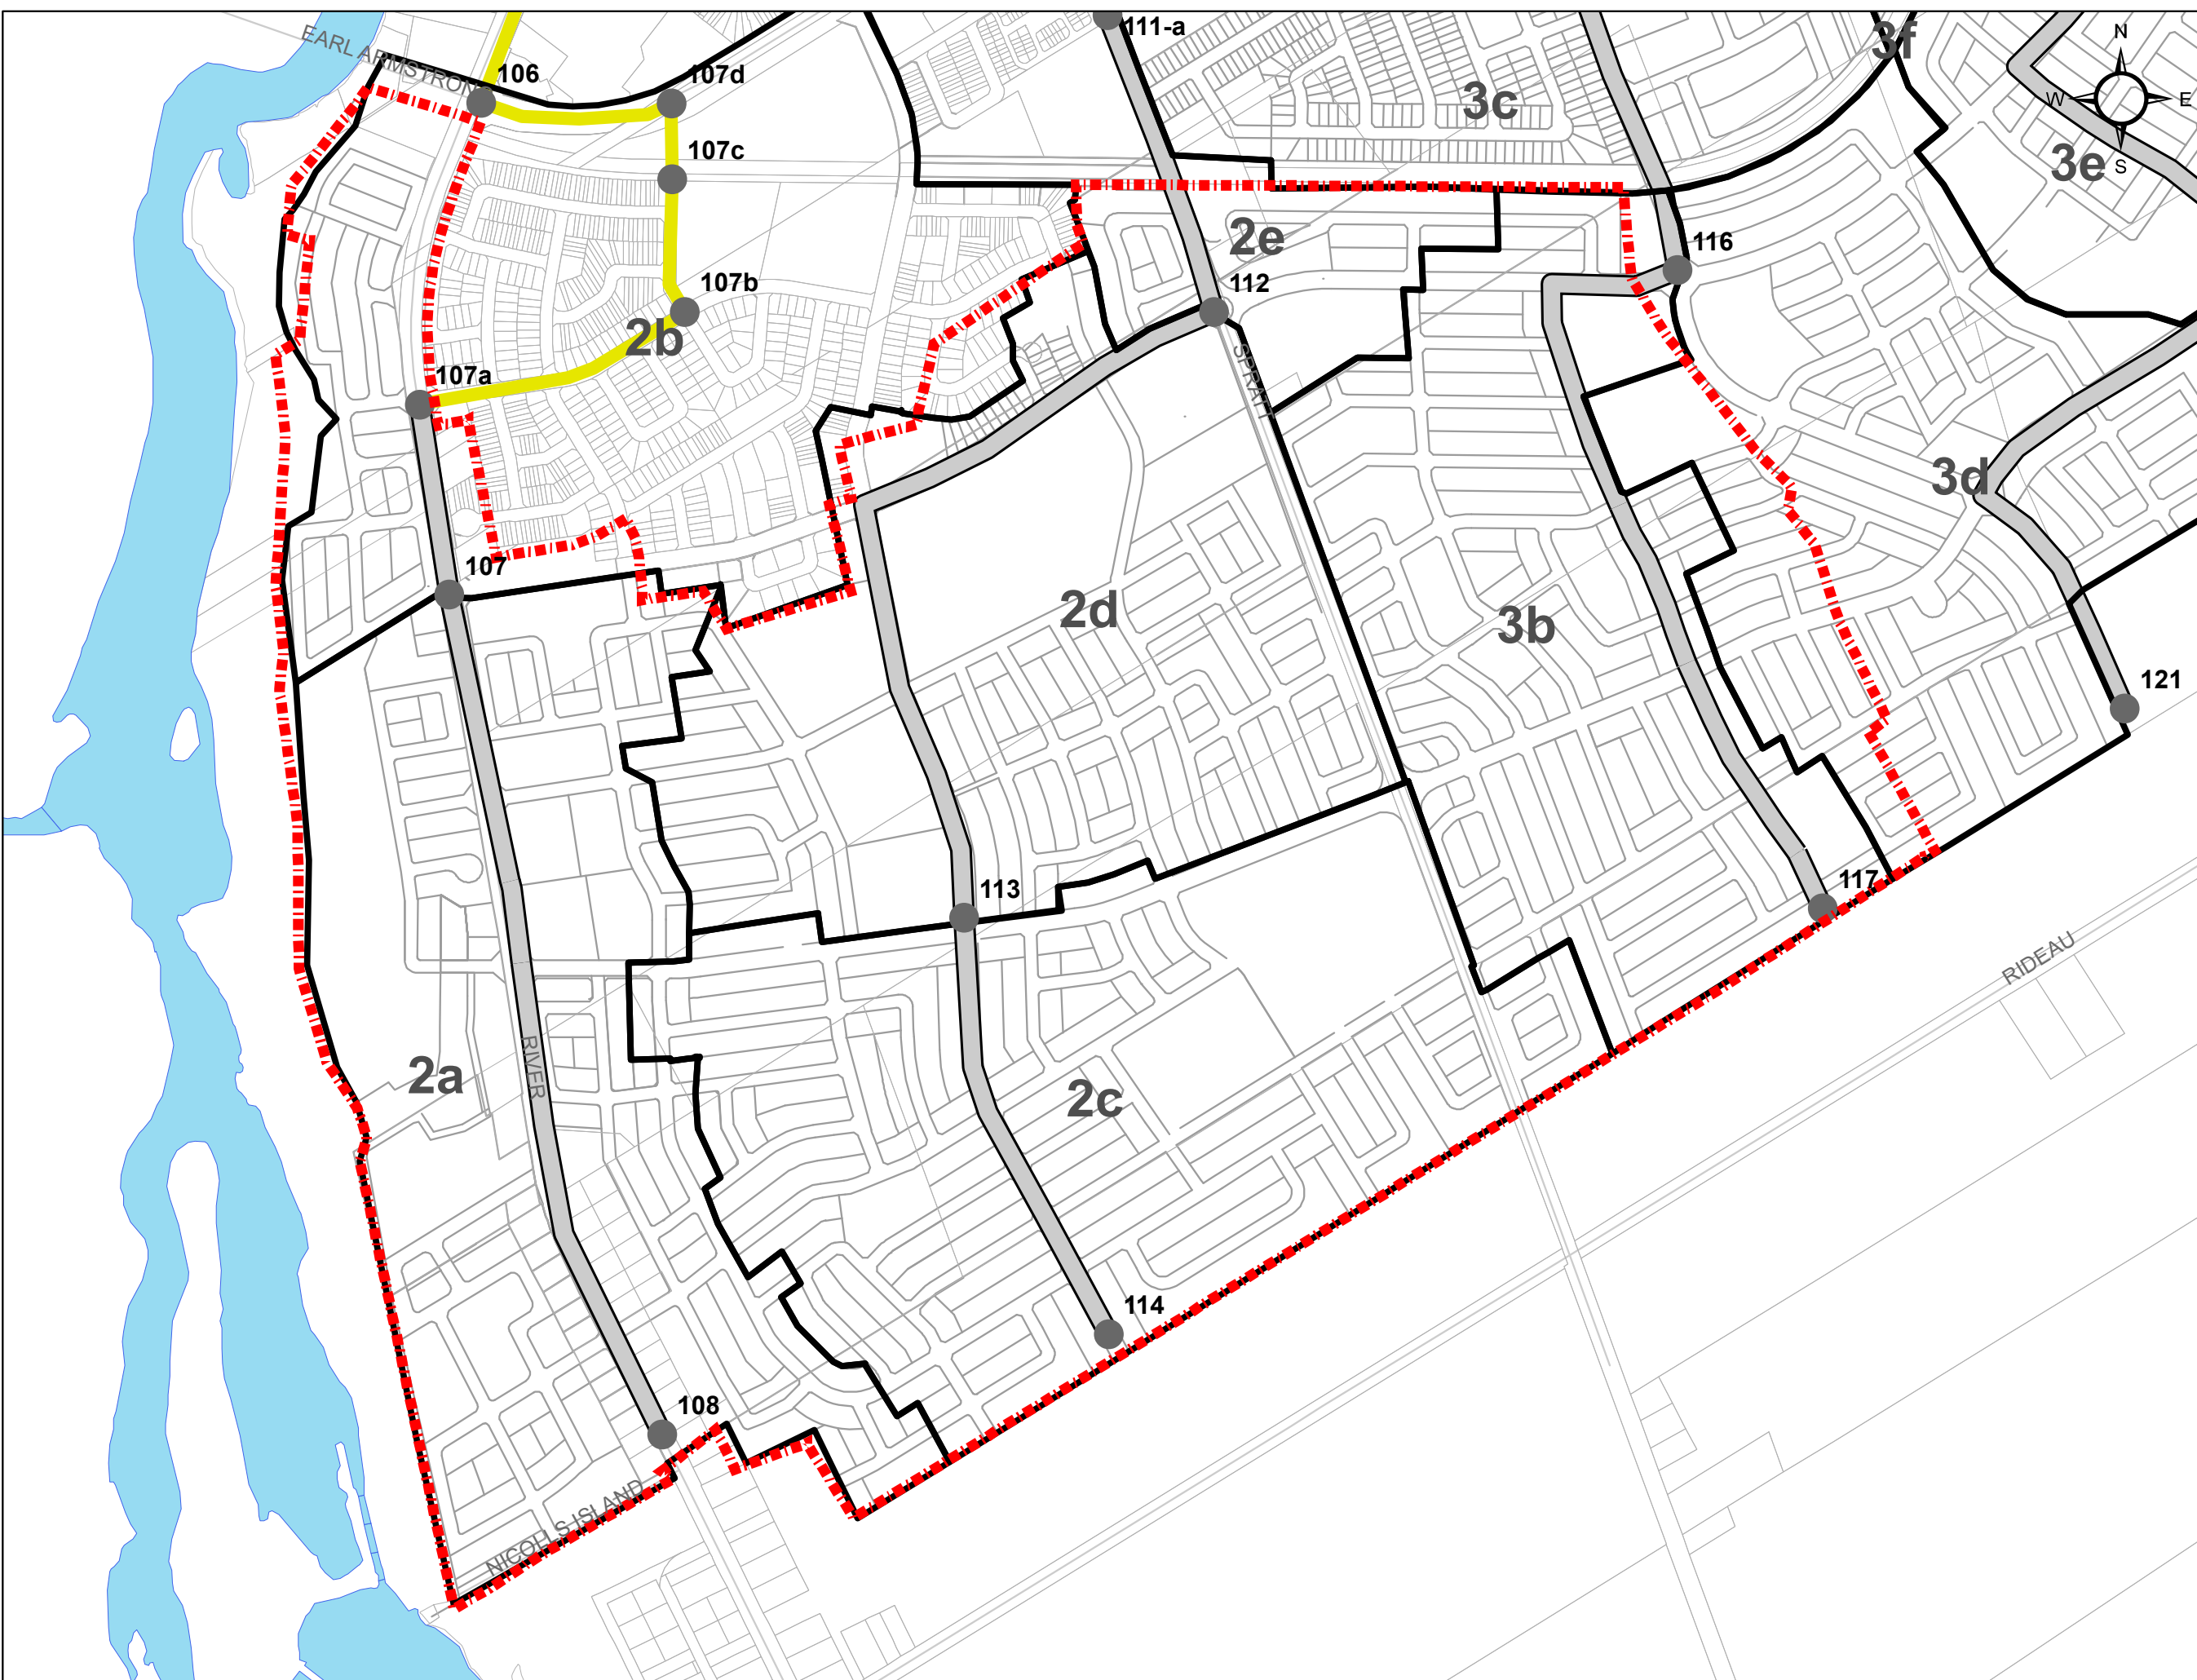 111-a
N
EARL ARMSTRONG
3f
106
107d
3c
W
E
107c
3e
S
2e
116
107b
112
2b
SPRATT
107a
3d
107
2d
3b
121
117
113
RIDEAU
2a
RIVER
2c
114
108
NICOLLS ISLAND